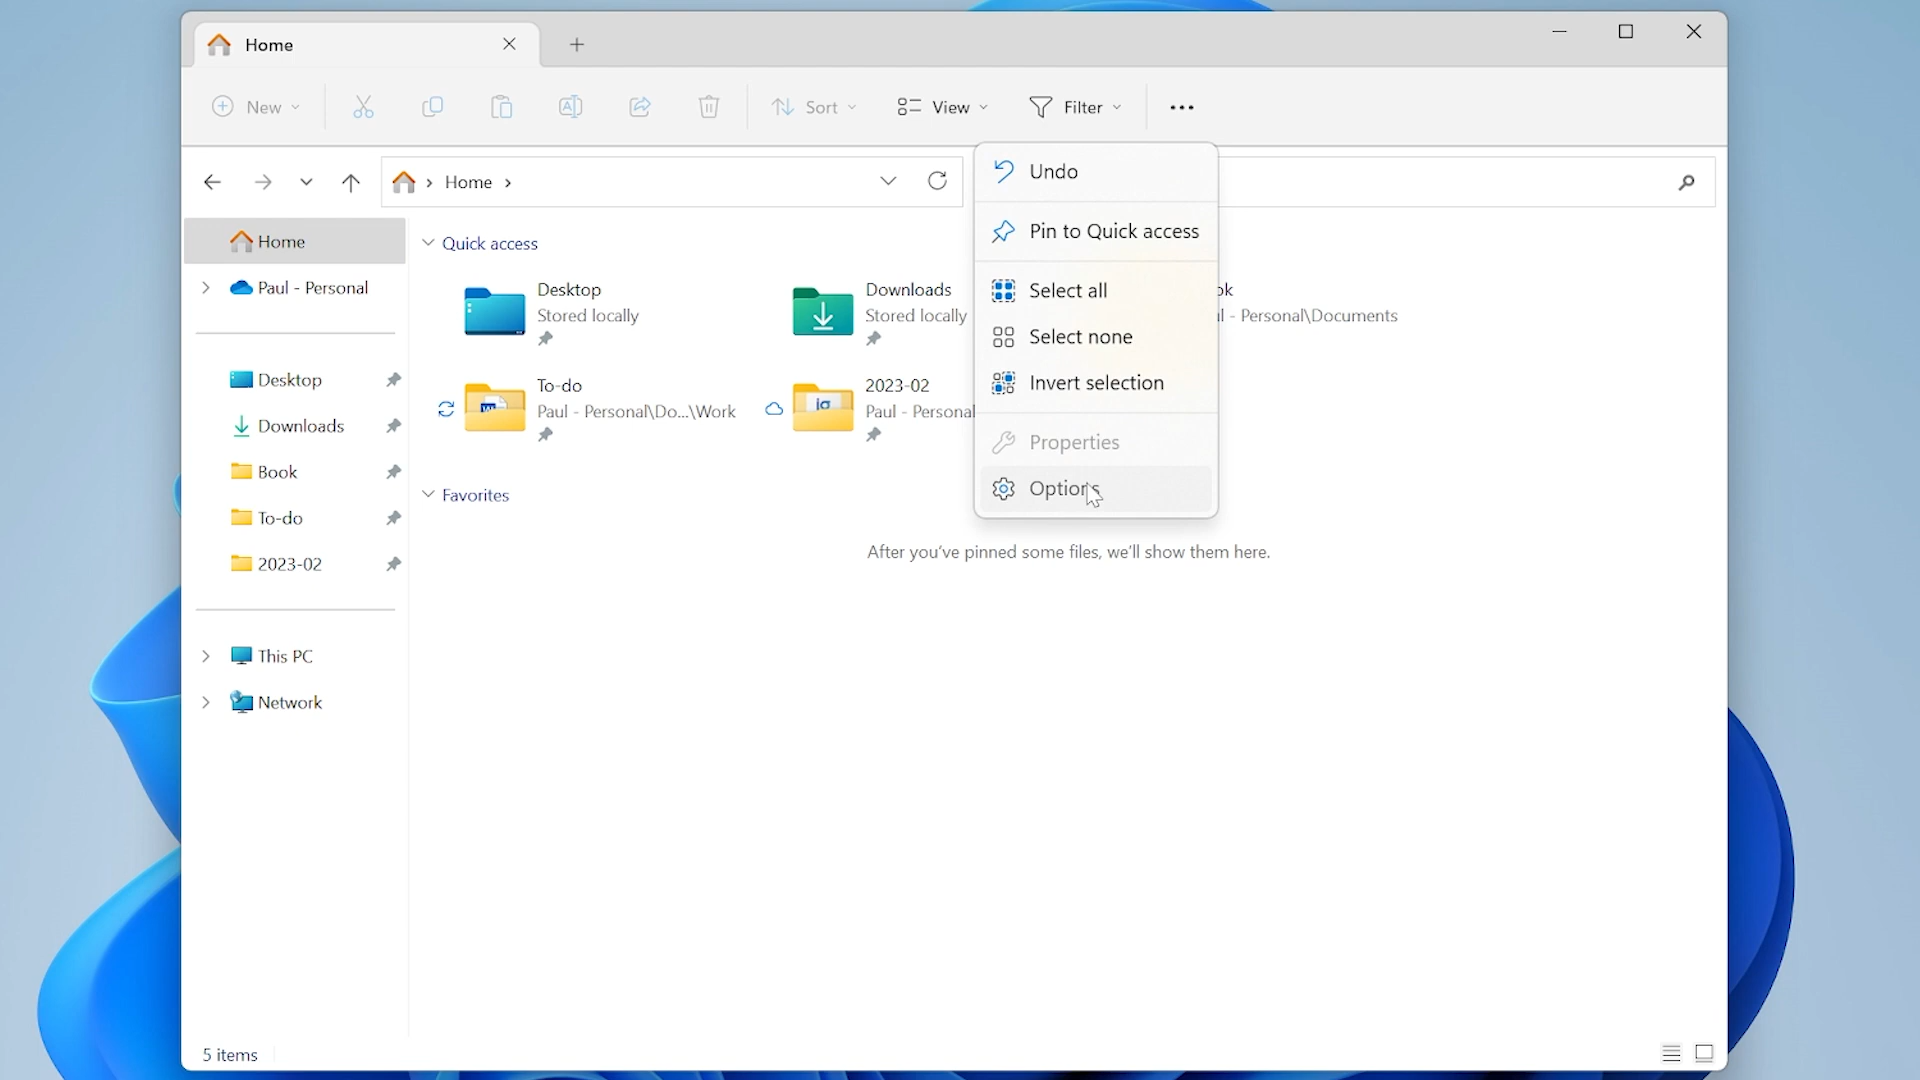 Home
New
Sort
View
Filter
Home
Undo
Pin to Quick access
Select all
Select none
Invert selection
Properties
Options
Home
Paul - Personal
Desktop
Downloads
Book
To-do
2023-02
This PC
Network
Quick access
Desktop
Stored locally
Downloads
Stored locally
ok
l - Personal\Documents
To-do
Paul - Personal\Do...\Work
2023-02
Paul - Personal
Favorites
After you've pinned some files, we'll show them here.
5 items